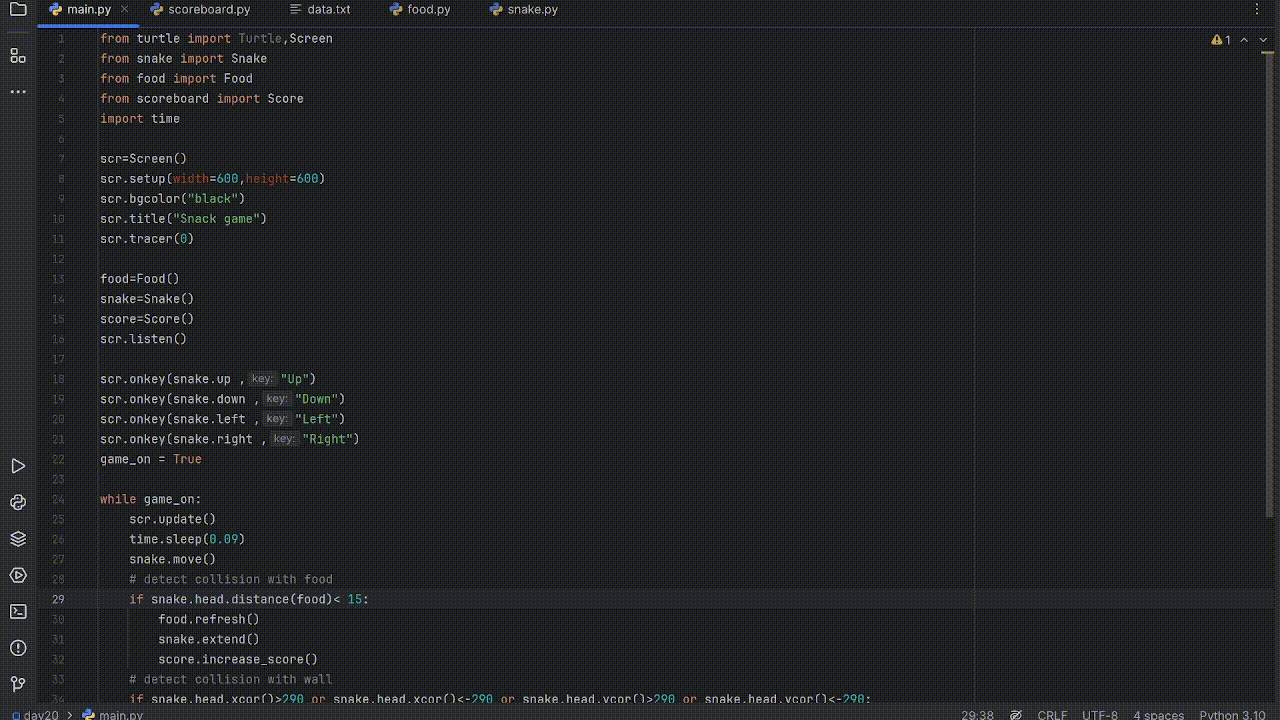 main.py scoreboard.py data.txt food.py snake.py
1 from turtle import Turtle,Screen
1
2 from snake import Snake
3 from food import Food
4 from scoreboard import Score
5 import time
6
7 scr=Screen()
8 scr.setup(width=600,height=600)
9 scr.bgcolor("black")
10 scr.title("Snack game")
11 scr.tracer(0)
12
13 food=Food()
14 snake=Snake()
15 score=Score()
16 scr.listen()
17
18 scr.onkey(snake.up , key: "Up")
19 scr.onkey(snake.down , key: "Down")
20 scr.onkey(snake.left , key: "Left")
21 scr.onkey(snake.right , key: "Right")
22 game_on = True
23
24 while game_on:
25 scr.update()
26 time.sleep(0.09)
27 snake.move()
28 # detect collision with food
29 if snake.head.distance(food)< 15:
30 food.refresh()
31 snake.extend()
32 score.increase_score()
33 # detect collision with wall
34 if snake.head.xcor()>290 or snake.head.xcor()<-290 or snake.head.ycor()>290 or snake.head.ycor()<-290:
day20 > main.py 29:38 CRLF UTF-8 4 spaces Python 3.10